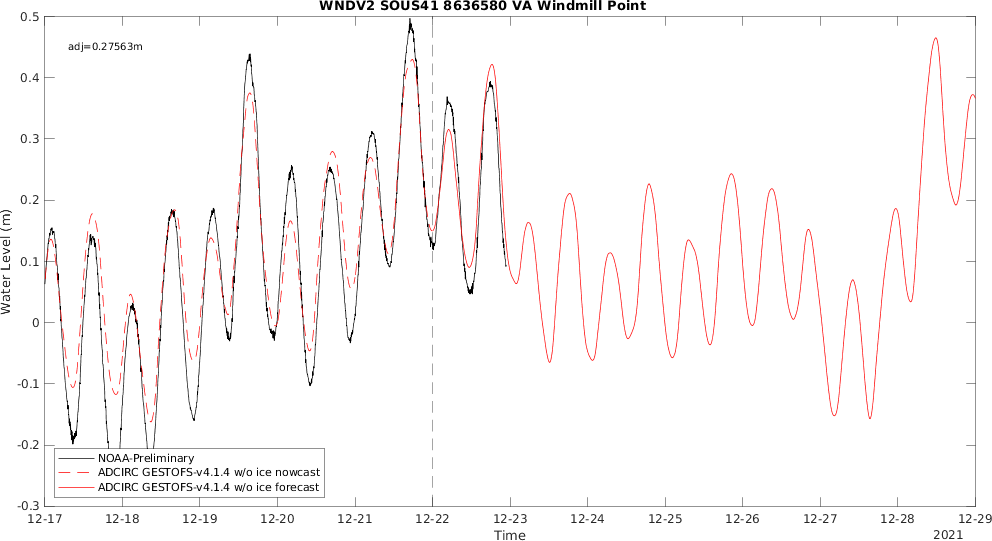 WNDV2 SOUS41 8636580 VA Windmill Point
adj=0.27563m
0.5
0.4
0.3
0.2
0.1
0
-0.1
-0.2
-0.3
Water Level (m)
NOAA-Preliminary
ADCIRC GESTOFS-v4.1.4 w/o ice nowcast
ADCIRC GESTOFS-v4.1.4 w/o ice forecast
12-17 12-18 12-19 12-20 12-21 12-22 12-23 12-24 12-25 12-26 12-27 12-28 12-29
Time
2021